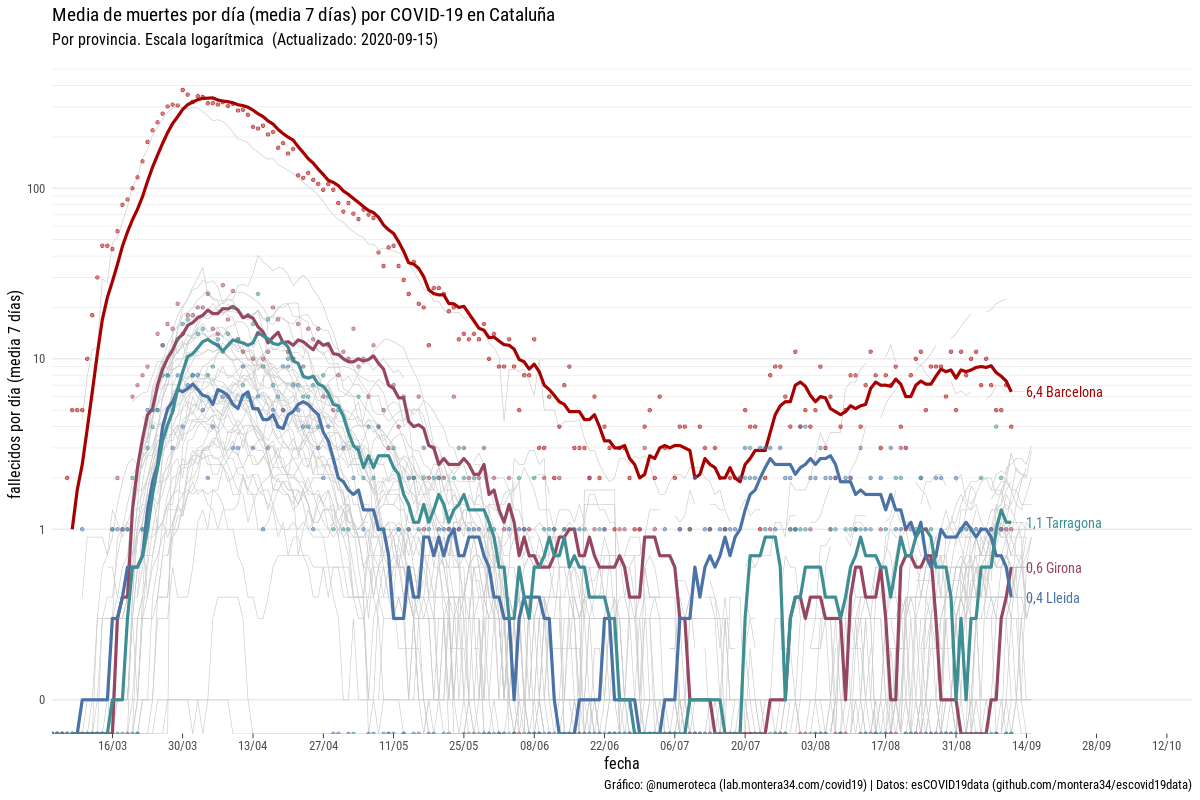 Media de muertes por día (media 7 días) por COVID-19 en Cataluña
Por provincia. Escala logarítmica (Actualizado: 2020-09-15)
fallecidos por día (media 7 días)
100
10
1
0
6,4 Barcelona
1,1 Tarragona
0,6 Girona
0,4 Lleida
16/03 30/03 13/04 27/04 11/05 25/05 08/06 22/06 06/07 20/07 03/08 17/08 31/08 14/09 28/09 12/10
fecha
Gráfico: @numeroteca (lab.montera34.com/covid19) | Datos: esCOVID19data (github.com/montera34/escovid19data)